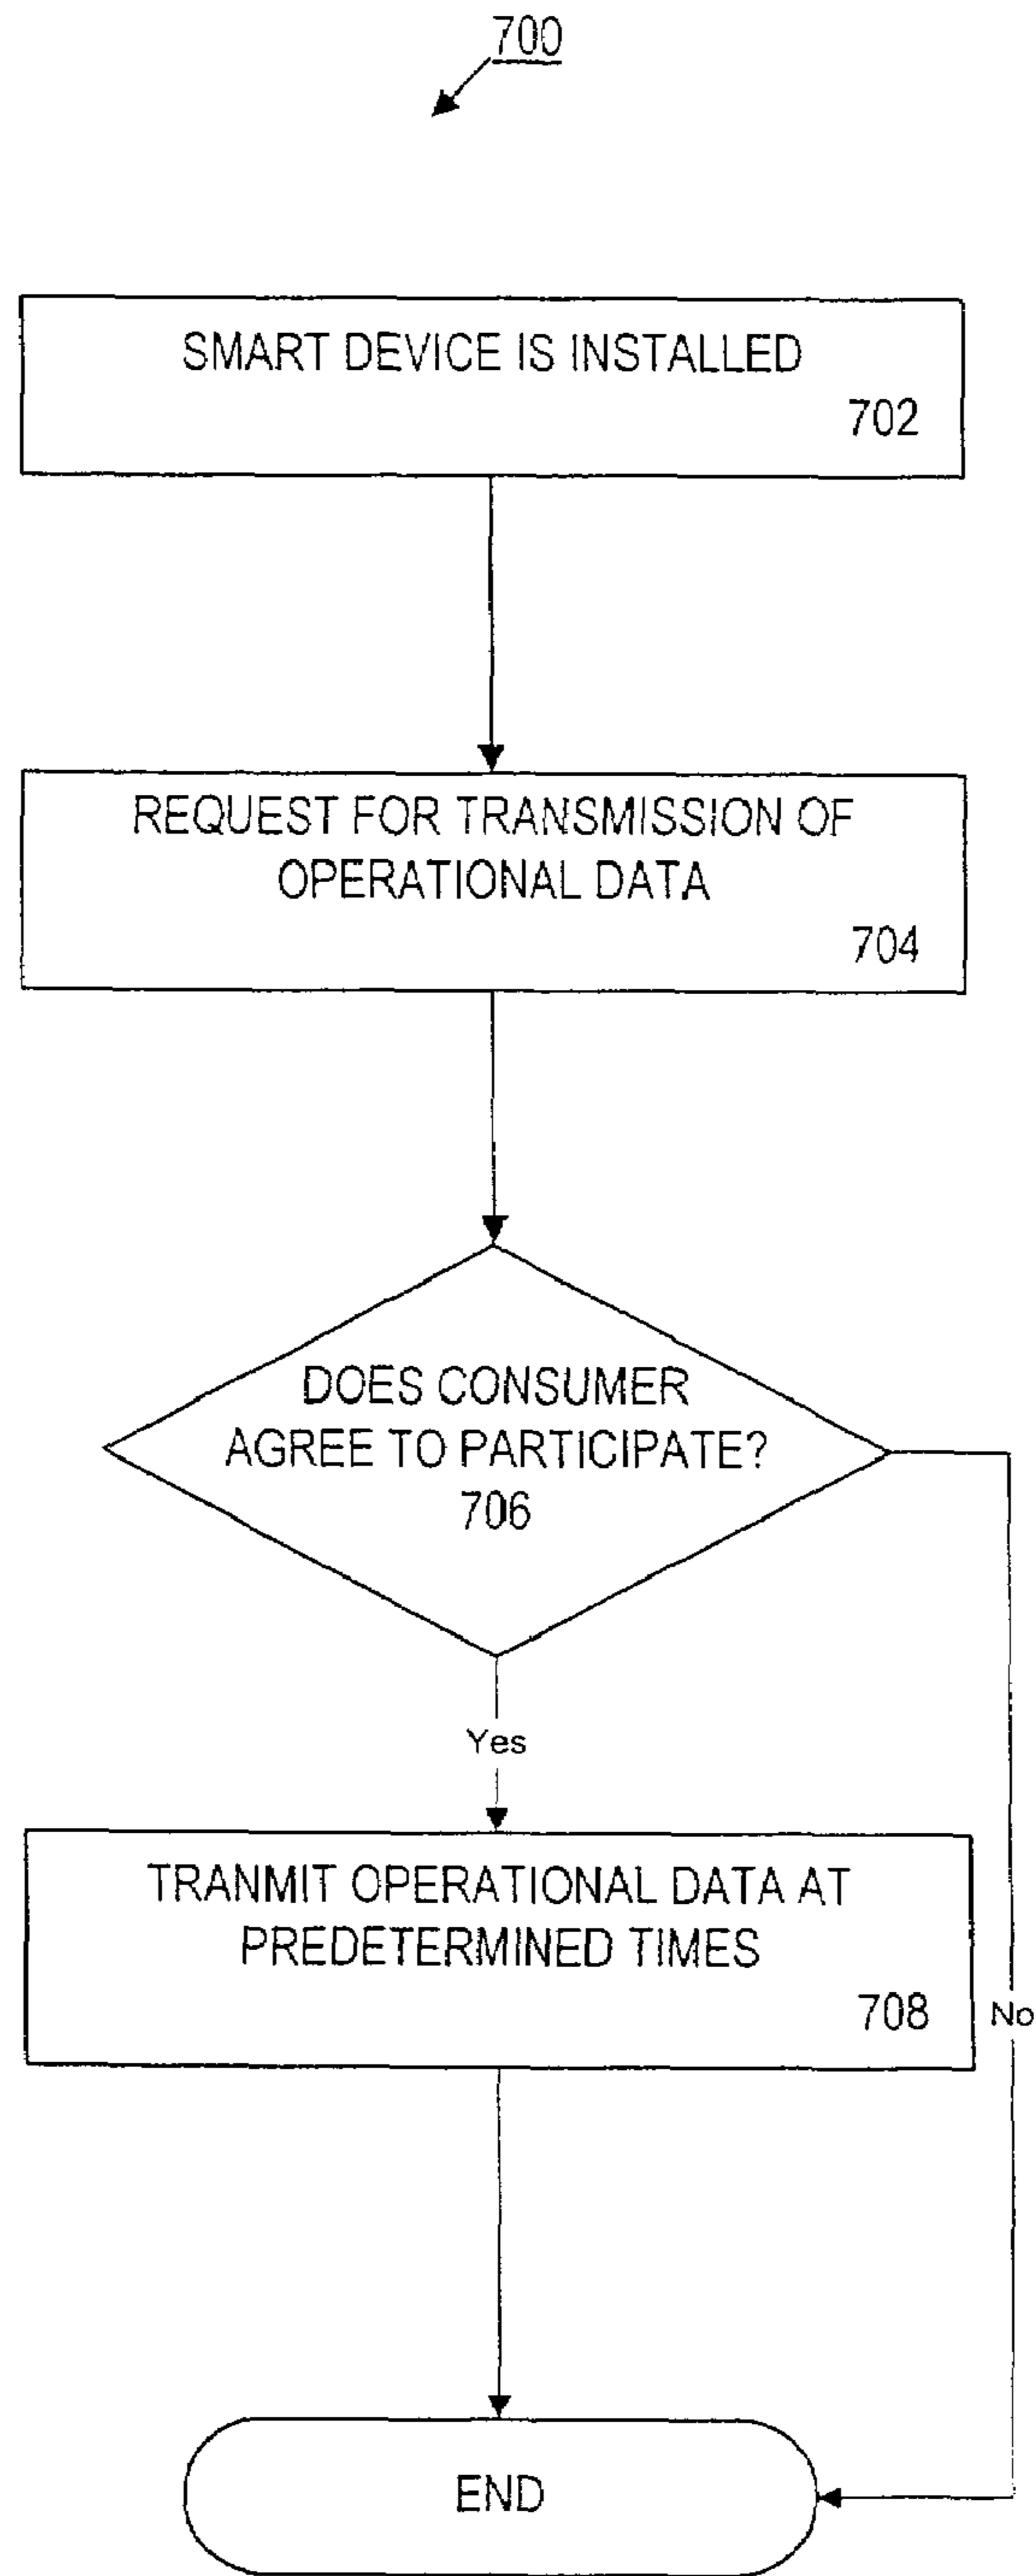 700
SMART DEVICE IS INSTALLED
702
REQUEST FOR TRANSMISSION OF
OPERATIONAL DATA
704
DOES CONSUMER
AGREE TO PARTICIPATE?
706
Yes
TRANMIT OPERATIONAL DATA AT
PREDETERMINED TIMES
708
No
END